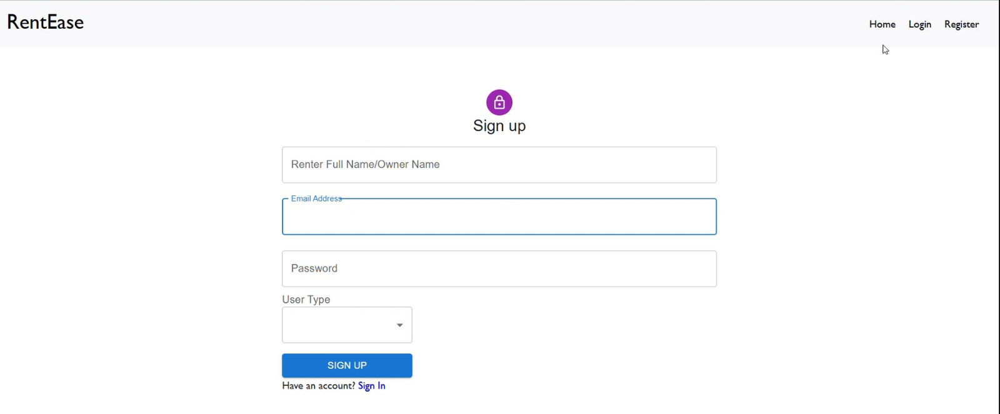 RentEase
Home Login Register
Sign up
Renter Full Name/Owner Name
Email Address
Password
User Type
SIGN UP
Have an account? Sign In